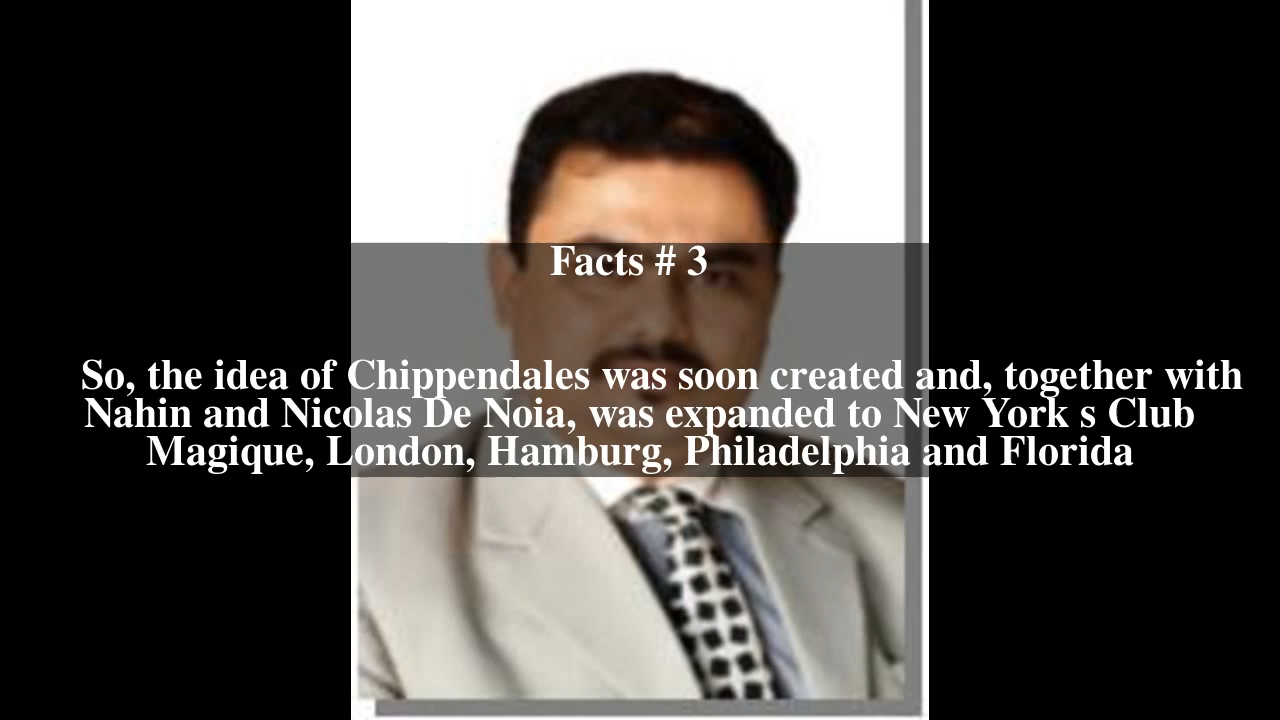 Facts # 3
So, the idea of Chippendales was soon created and, together with
Nahin and Nicolas De Noia, was expanded to New York s Club
Magique, London, Hamburg, Philadelphia and Florida